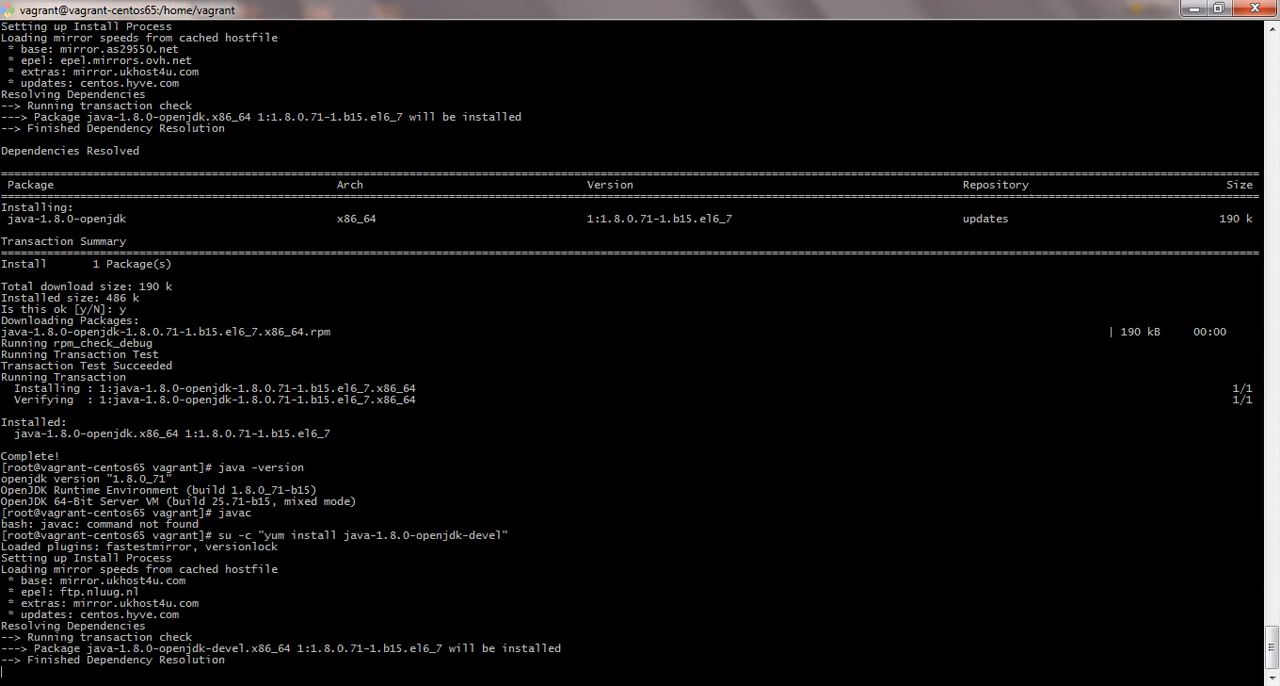 vagrant@vagrant-centos65:/home/vagrant
Setting up Install Process
Loading mirror speeds from cached hostfile
 * base: mirror.as29550.net
 * epel: epel.mirrors.ovh.net
 * extras: mirror.ukhost4u.com
 * updates: centos.hyve.com
Resolving Dependencies
--> Running transaction check
---> Package java-1.8.0-openjdk.x86_64 1:1.8.0.71-1.b15.el6_7 will be installed
--> Finished Dependency Resolution
Dependencies Resolved
Package Arch Version Repository Size
Installing:
java-1.8.0-openjdk x86_64 1:1.8.0.71-1.b15.el6_7 updates 190 k
Transaction Summary
Install 1 Package(s)
Total download size: 190 k
Installed size: 486 k
Is this ok [y/N]: y
Downloading Packages:
java-1.8.0-openjdk-1.8.0.71-1.b15.el6_7.x86_64.rpm | 190 kB 00:00
Running rpm_check_debug
Running Transaction Test
Transaction Test Succeeded
Running Transaction
Installing : 1:java-1.8.0-openjdk-1.8.0.71-1.b15.el6_7.x86_64 1/1
Verifying : 1:java-1.8.0-openjdk-1.8.0.71-1.b15.el6_7.x86_64 1/1
Installed:
java-1.8.0-openjdk.x86_64 1:1.8.0.71-1.b15.el6_7
Complete!
[root@vagrant-centos65 vagrant]# java -version
openjdk version "1.8.0_71"
OpenJDK Runtime Environment (build 1.8.0_71-b15)
OpenJDK 64-Bit Server VM (build 25.71-b15, mixed mode)
[root@vagrant-centos65 vagrant]# javac
bash: javac: command not found
[root@vagrant-centos65 vagrant]# su -c "yum install java-1.8.0-openjdk-devel"
Loaded plugins: fastestmirror, versionlock
Setting up Install Process
Loading mirror speeds from cached hostfile
 * base: mirror.ukhost4u.com
 * epel: ftp.nluug.nl
 * extras: mirror.ukhost4u.com
 * updates: centos.hyve.com
Resolving Dependencies
--> Running transaction check
---> Package java-1.8.0-openjdk-devel.x86_64 1:1.8.0.71-1.b15.el6_7 will be installed
--> Finished Dependency Resolution